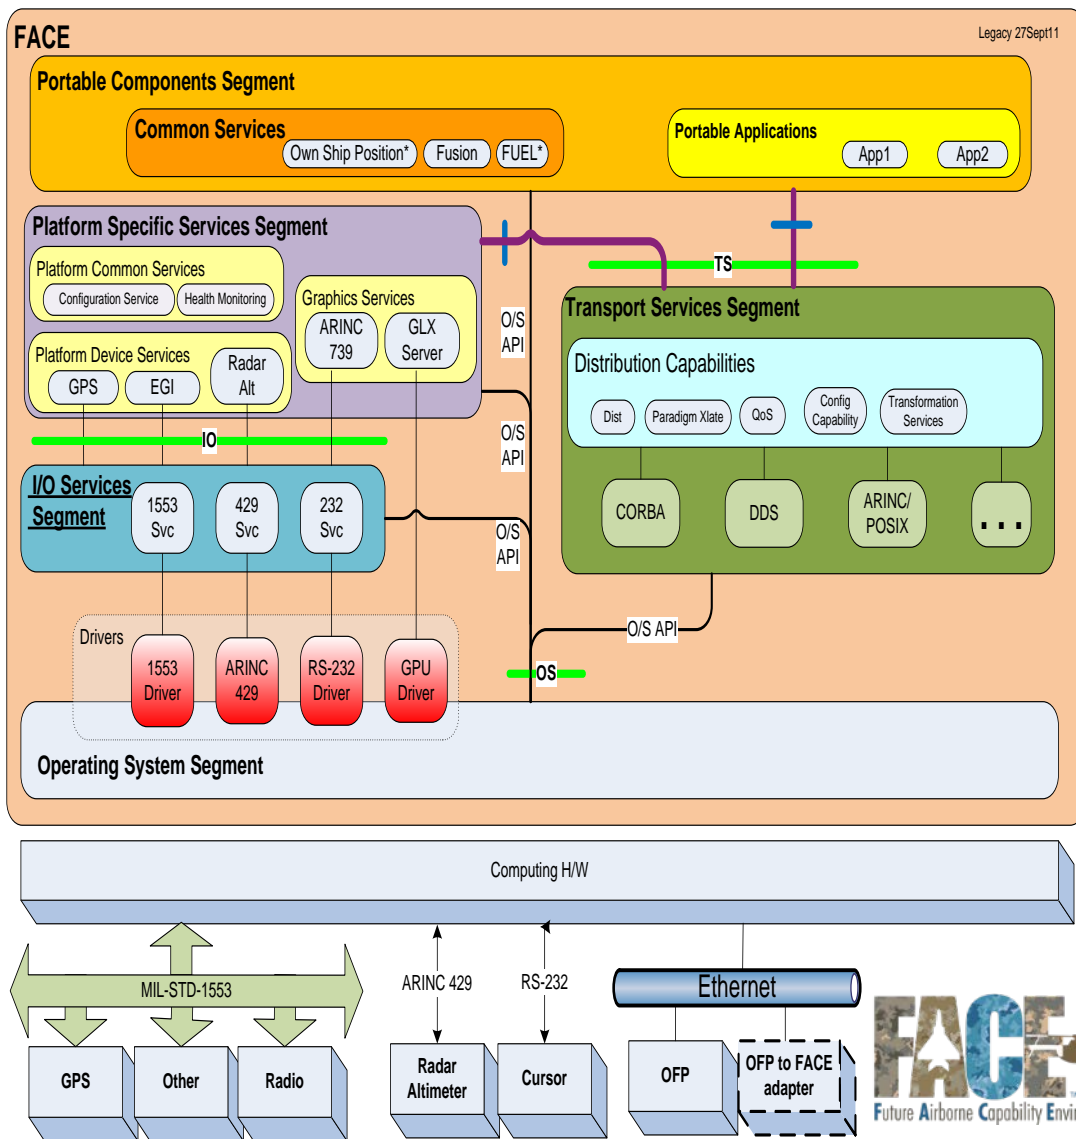 FACE
Legacy 27Sept11
Portable Components Segment
Common Services
Own Ship Position*
Fusion
FUEL*
Portable Applications
App1
App2
Platform Specific Services Segment
Platform Common Services
Configuration Service
Health Monitoring
Graphics Services
ARINC
739
GLX
Server
Platform Device Services
GPS
EGI
Radar
Alt
O/S
API
O/S
API
O/S
API
TS
Transport Services Segment
Distribution Capabilities
Dist
Paradigm Xlate
QoS
Config
Capability
Transformation
Services
CORBA
DDS
ARINC/
POSIX
...
IO
I/O Services
Segment
1553
Svc
429
Svc
232
Svc
O/S API
Drivers
1553
Driver
ARINC
429
RS-232
Driver
GPU
Driver
OS
Operating System Segment
Computing H/W
MIL-STD-1553
ARINC 429
RS-232
Ethernet
GPS
Other
Radio
Radar
Altimeter
Cursor
OFP
OFP to FACE
adapter
FACE
Future Airborne Capability Envir